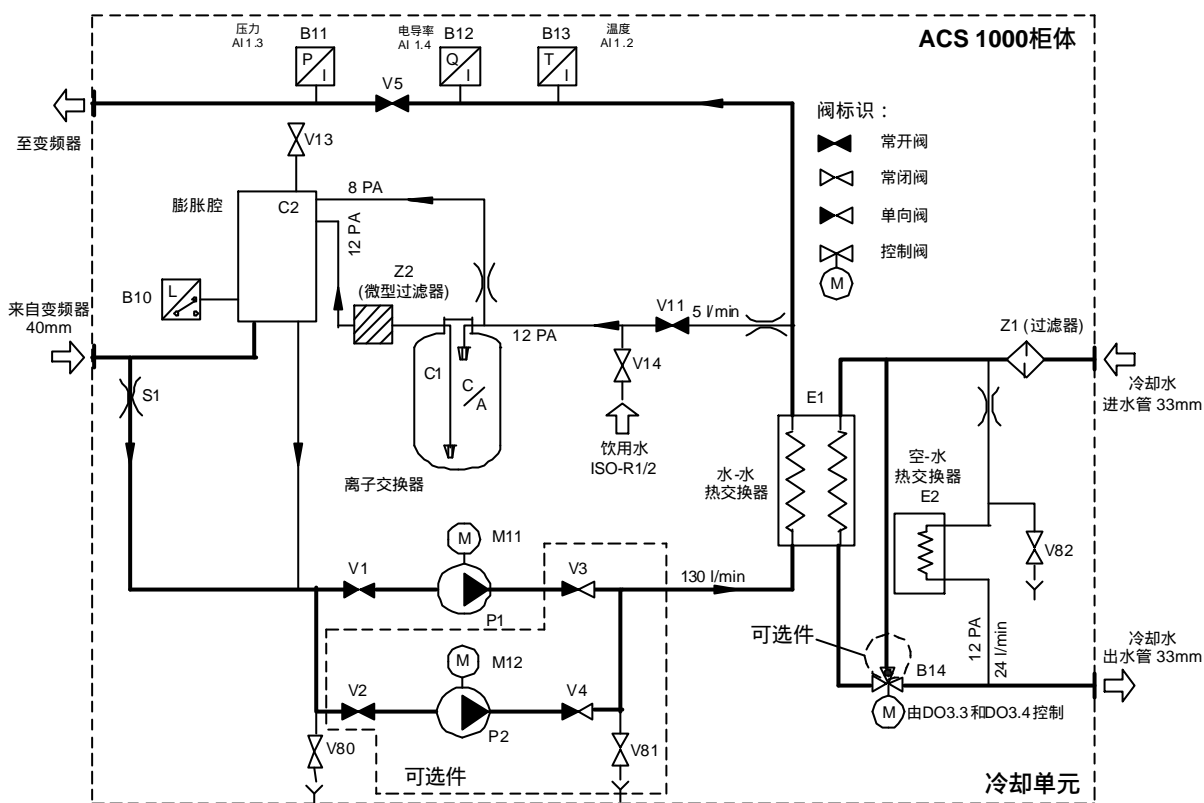 压力
AI 1.3
B11
P
I
电导率
AI 1.4
B12
Q
I
B13
T
I
温度
AI 1.2
ACS 1000柜体
V5
至变频器
V13
阀标识：
常开阀
常闭阀
单向阀
控制阀
M
膨胀腔
C2
8 PA
12 PA
Z2
(微型过滤器)
B10
L
来自变频器
40mm
12 PA
V11
5 l/min
V14
饮用水
ISO-R1/2
C1
C/A
离子交换器
S1
Z1 (过滤器)
冷却水
进水管 33mm
E1
水-水
热交换器
空-水
热交换器
E2
V82
M
M11
V1
P1
V3
130 l/min
M
M12
V2
P2
V4
V80
V81
可选件
可选件
B14
12 PA
24 l/min
M
由DO3.3和DO3.4 控制
冷却水
出水管 33mm
冷却单元